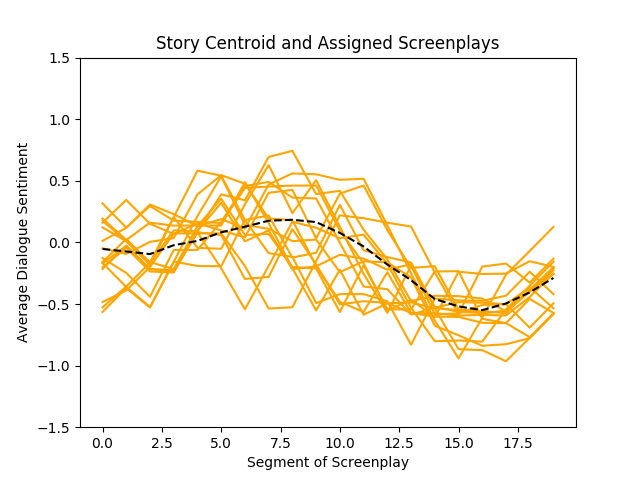 Story Centroid and Assigned Screenplays
Average Dialogue Sentiment
1.5
1.0
0.5
0.0
−0.5
−1.0
−1.5
0.0 2.5 5.0 7.5 10.0 12.5 15.0 17.5
Segment of Screenplay